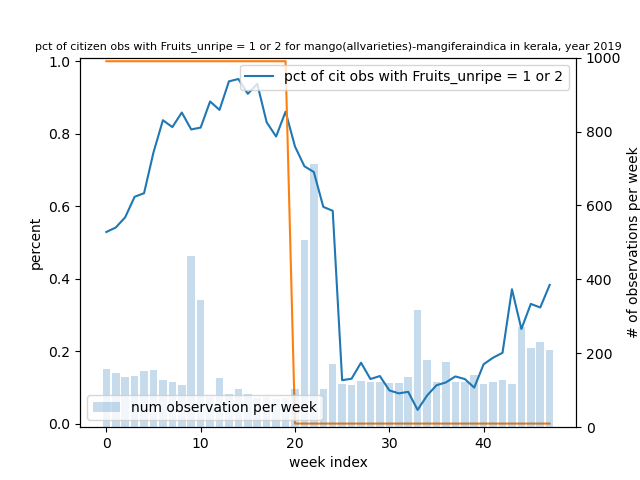 pct of citizen obs with Fruits_unripe = 1 or 2 for mango(allvarieties)-mangiferaindica in kerala, year 2019
pct of cit obs with Fruits_unripe = 1 or 2
1.0
0.8
0.6
0.4
0.2
0.0
percent
1000
800
600
400
200
0
# of observations per week
num observation per week
0 10 20 30 40
week index